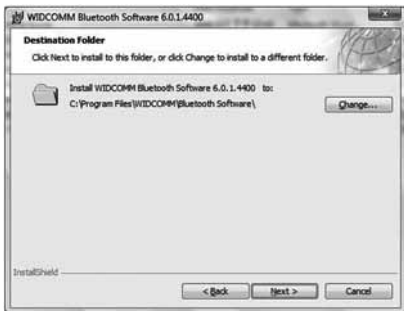 WIDCOMM Bluetooth Software 6.0.1.4400
Destination Folder
Click Next to install to this folder, or click Change to install to a different folder.
Install WIDCOMM Bluetooth Software 6.0.1.4400 to:
C:\Program Files\WIDCOMM\Bluetooth Software\
Change...
InstallShield
< Back
Next >
Cancel